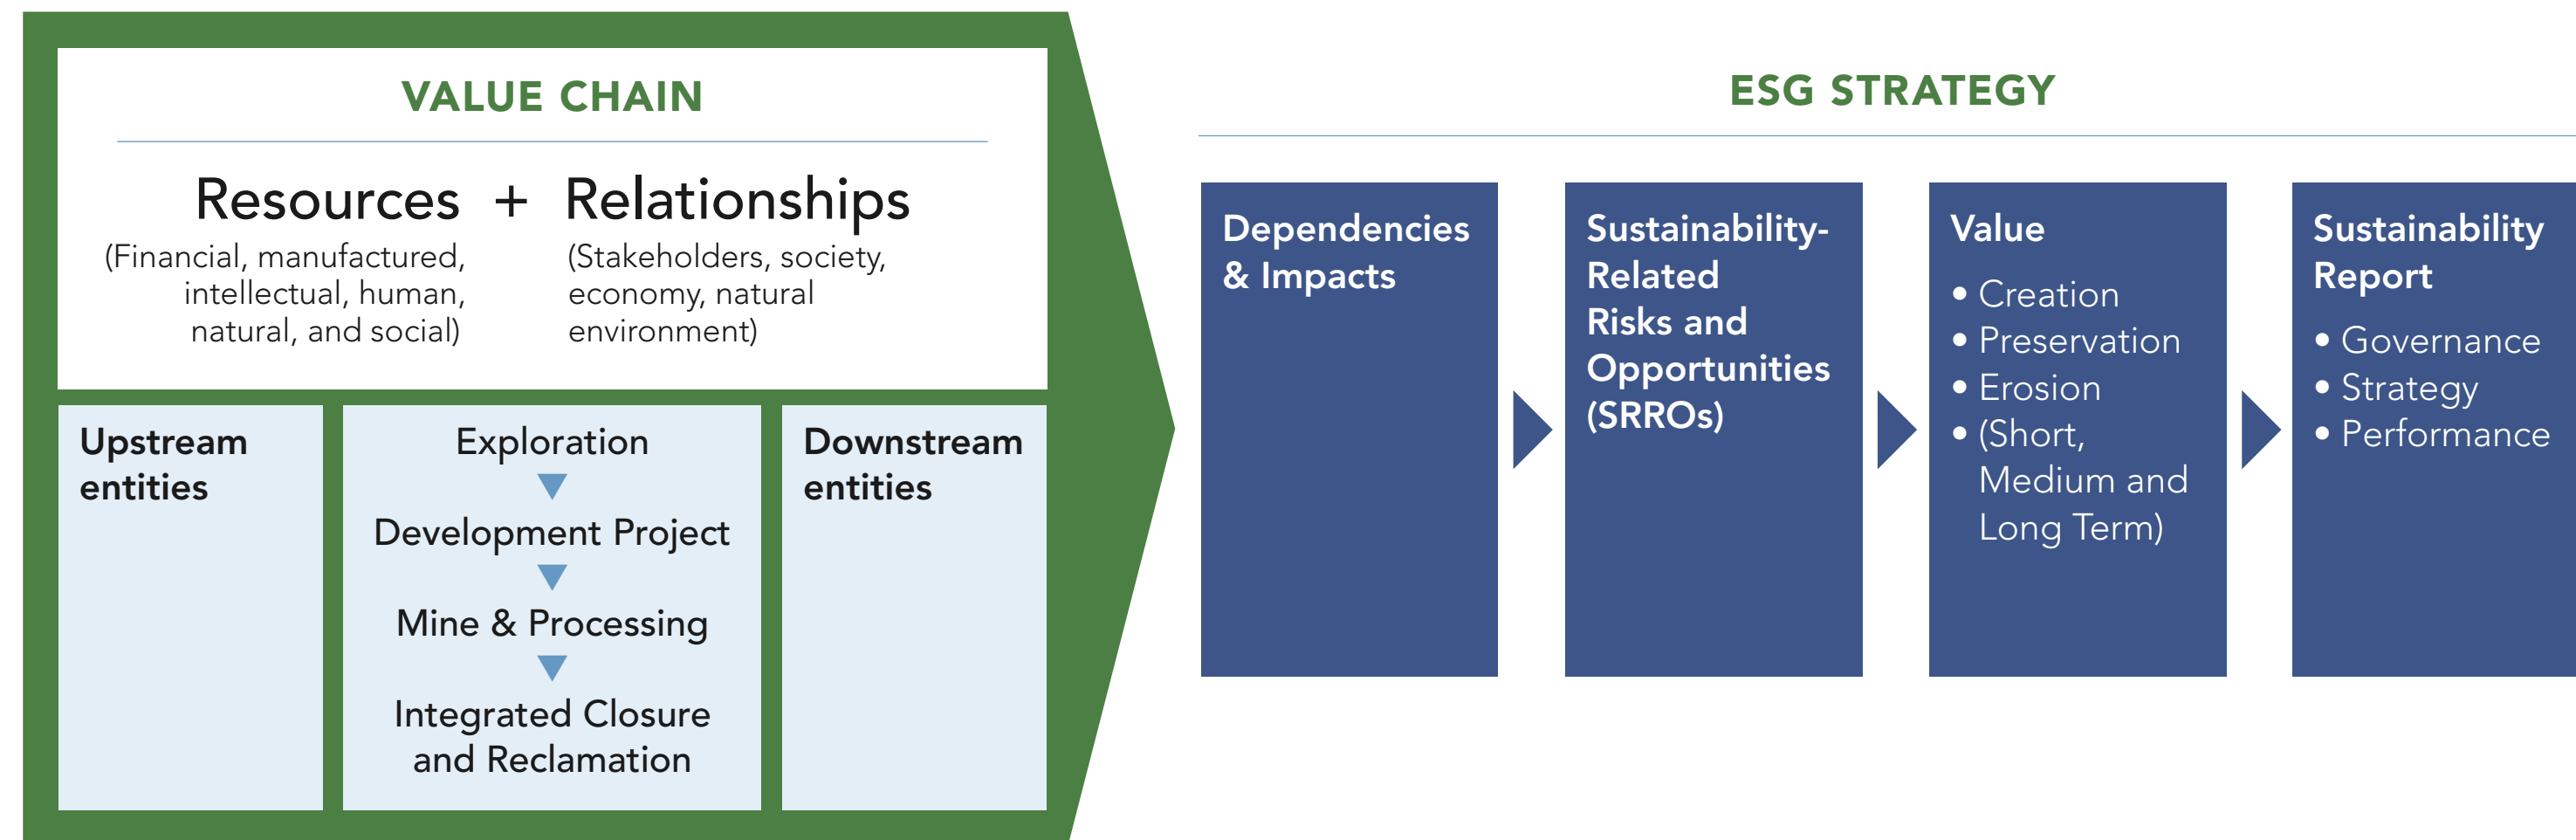 VALUE CHAIN
Resources + Relationships
(Financial, manufactured,
intellectual, human,
natural, and social)
(Stakeholders, society,
economy, natural
environment)
Upstream
entities
Exploration
Development Project
Mine & Processing
Integrated Closure
and Reclamation
Downstream
entities
ESG STRATEGY
Dependencies
& Impacts
Sustainability-
Related
Risks and
Opportunities
(SRROs)
Value
• Creation
• Preservation
• Erosion
• (Short,
Medium and
Long Term)
Sustainability
Report
• Governance
• Strategy
• Performance